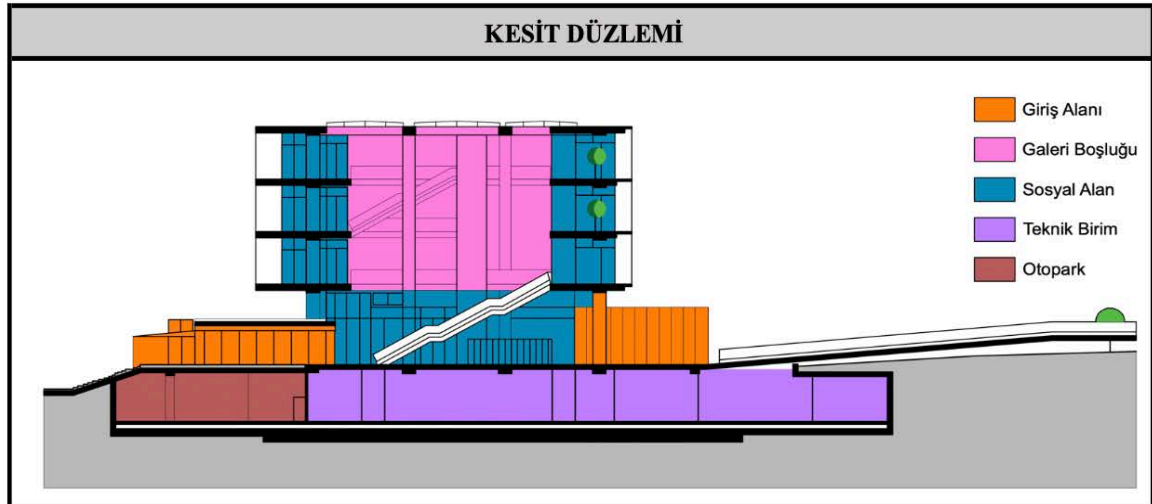 KESİT DÜZLEMİ
Giriş Alanı
Galeri Boşluğu
Sosyal Alan
Teknik Birim
Otopark